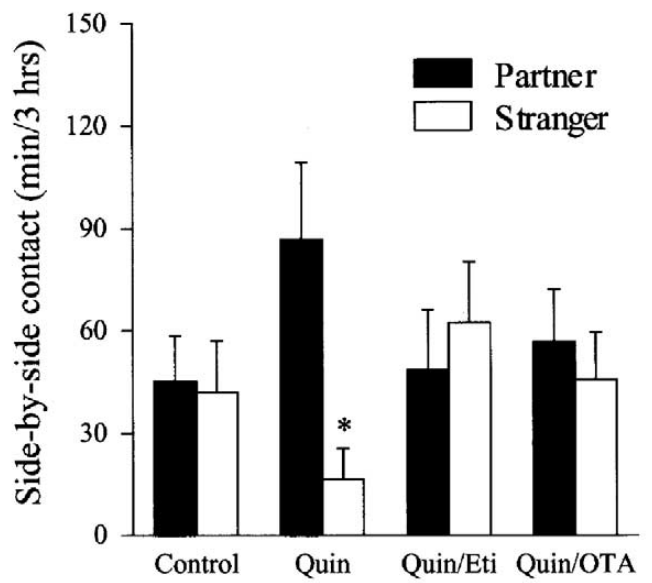 Side-by-side contact (min/3 hrs)
150
120
90
60
30
0
Partner
Stranger
*
Control
Quin
Quin/Eti
Quin/OTA